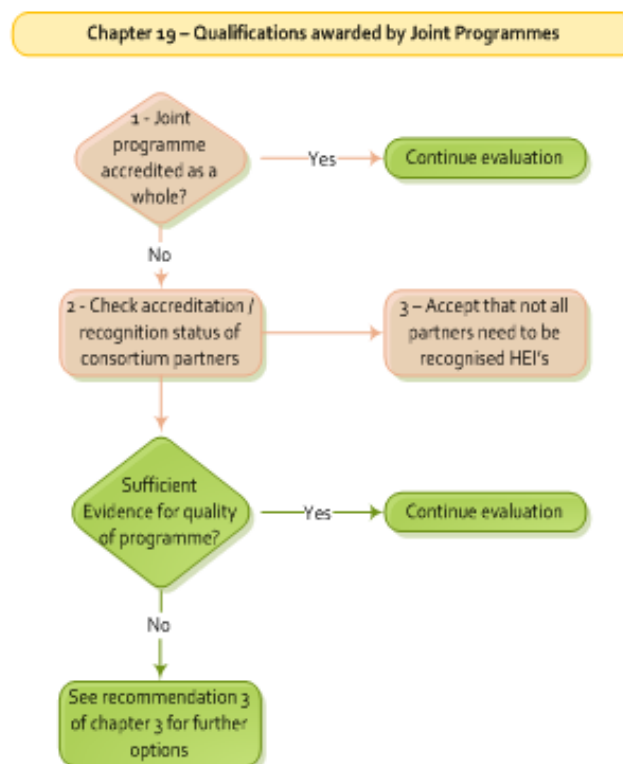 Chapter 19 – Qualifications awarded by Joint Programmes
1 - Joint
programme
accredited as a
whole?
Yes
Continue evaluation
No
2 - Check accreditation /
recognition status of
consortium partners
3 – Accept that not all
partners need to be
recognised HEI's
Sufficient
Evidence for quality
of programme?
Yes
Continue evaluation
No
See recommendation 3
of chapter 3 for further
options